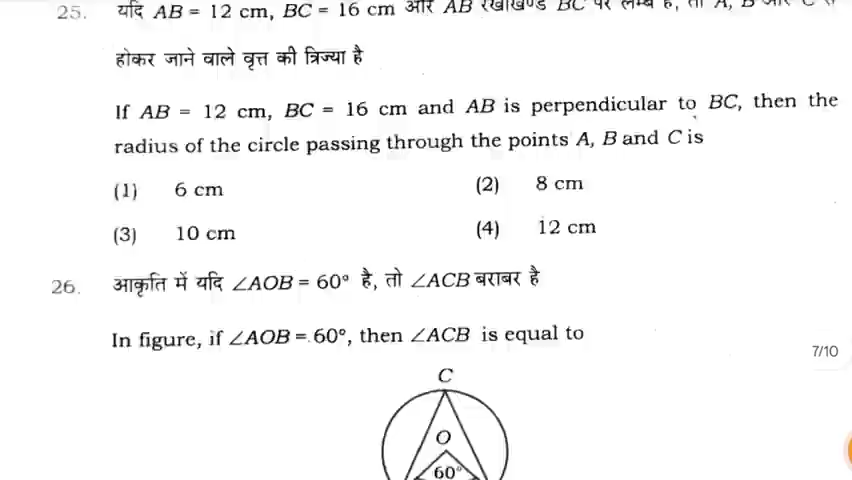 25. यदि AB = 12 cm, BC = 16 cm और AB रेखाखण्ड BC पर लम्ब है, तो A, B और C से
होकर जाने वाले वृत्त की त्रिज्या है
If AB = 12 cm, BC = 16 cm and AB is perpendicular to BC, then the
radius of the circle passing through the points A, B and C is
(1) 6 cm (2) 8 cm
(3) 10 cm (4) 12 cm
26. आकृति में यदि ∠AOB = 60° है, तो ∠ACB बराबर है
In figure, if ∠AOB = 60°, then ∠ACB is equal to
7/10
C
O
60°